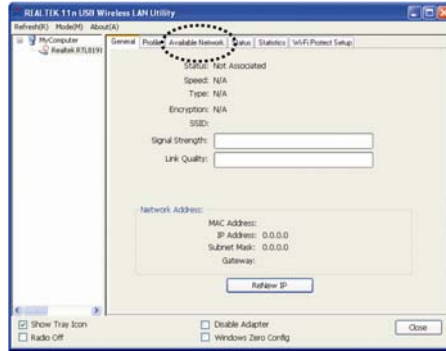 REALTEK 11n USB Wireless LAN Utility
Refresh(R) Mode(M) About(A)
MyComputer
Realtek RTL8191
General Profile Available Network Status Statistics Wi-Fi Protect Setup
Status: Not Associated
Speed: N/A
Type: N/A
Encryption: N/A
SSID:
Signal Strength:
Link Quality:
Network Address:
MAC Address:
IP Address: 0.0.0.0
Subnet Mask: 0.0.0.0
Gateway:
ReNew IP
Show Tray Icon
Radio Off
Disable Adapter
Windows Zero Config
Close